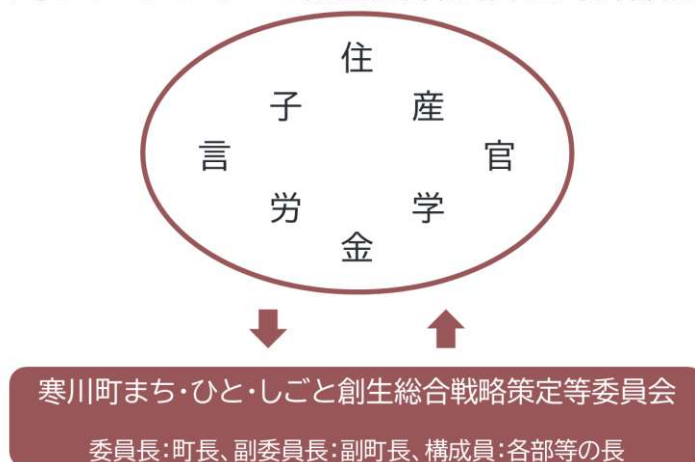 住
子 産
言 官
労 学
金
寒川町まち・ひと・しごと創生総合戦略策定等委員会
委員長：町長、副委員長：副町長、構成員：各部等の長